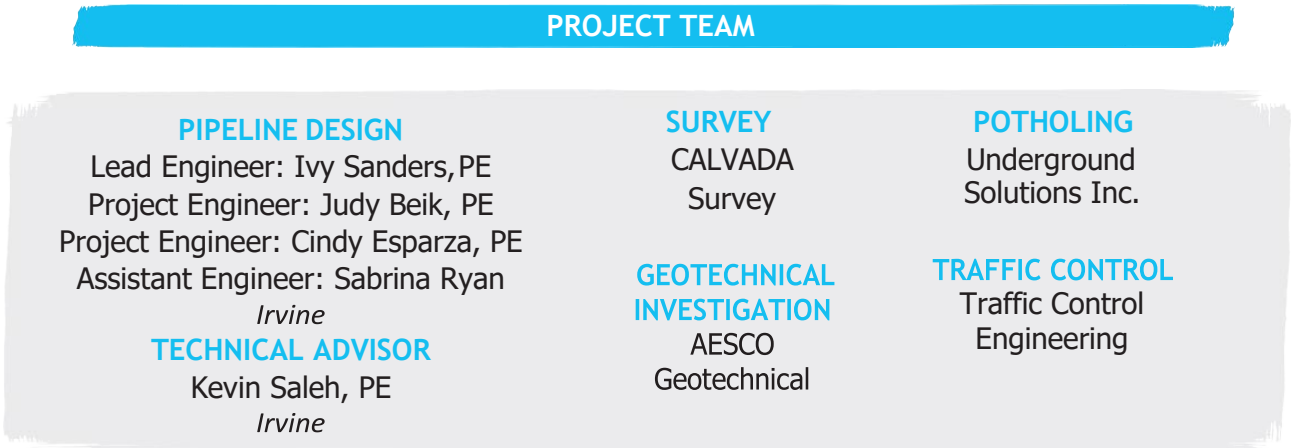 PROJECT TEAM
PIPELINE DESIGN
Lead Engineer: Ivy Sanders, PE
Project Engineer: Judy Beik, PE
Project Engineer: Cindy Esparza, PE
Assistant Engineer: Sabrina Ryan
Irvine
TECHNICAL ADVISOR
Kevin Saleh, PE
Irvine
SURVEY
CALVADA
Survey
GEOTECHNICAL
INVESTIGATION
AESCO
Geotechnical
POTHOLING
Underground
Solutions Inc.
TRAFFIC CONTROL
Traffic Control
Engineering